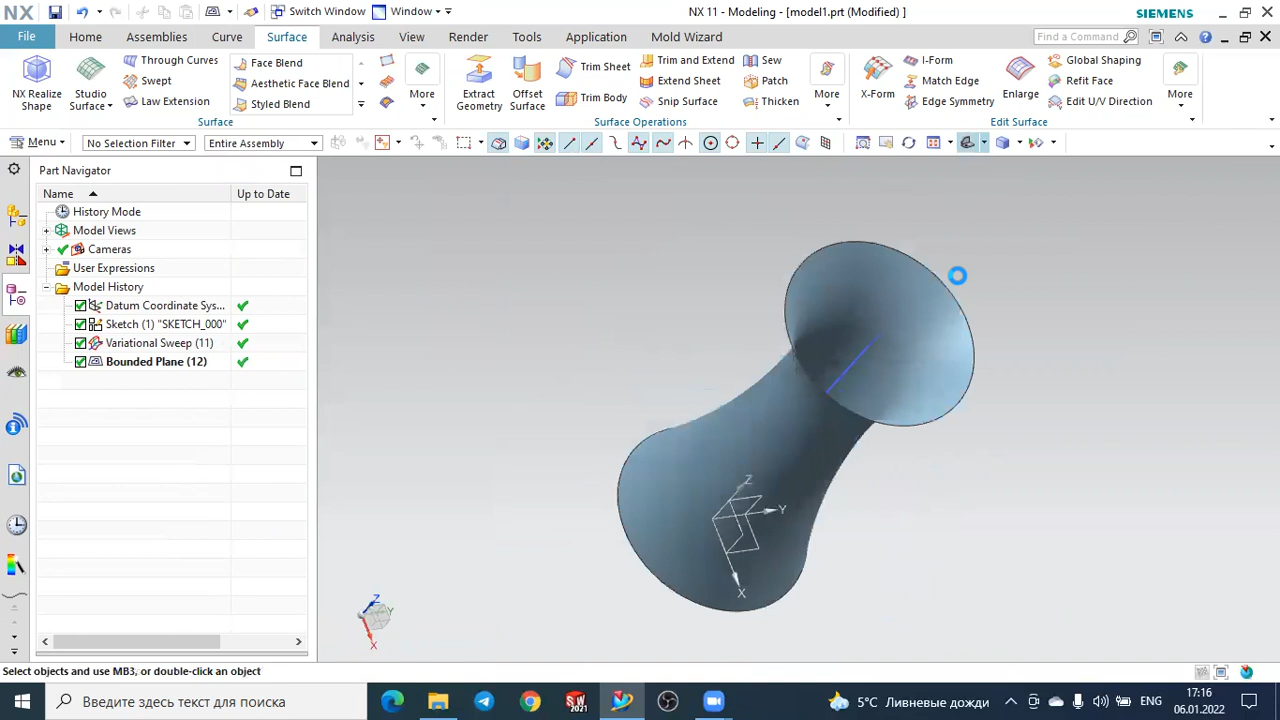 NX Switch Window Window NX 11 - Modeling - [model1.prt (Modified) ] SIEMENS
File Home Assemblies Curve Surface Analysis View Render Tools Application Mold Wizard Find a Command
NX Realize Shape Studio Surface Through Curves Swept Law Extension Face Blend Aesthetic Face Blend Styled Blend More
Extract Geometry Offset Surface Trim Sheet Trim Body Trim and Extend Delete Sheet Snip Surface Sew Patch Thicken More
X-Form I-Form Match Edge Edge Symmetry Enlarge Global Shaping Refit Face Edit U/V Direction More
Surface Surface Operations Edit Surface
Menu No Selection Filter Entire Assembly
Part Navigator
Name Up to Date
History Mode
Model Views
Cameras
User Expressions
Model History
Datum Coordinate Sys...
Sketch (1) "SKETCH_000"
Variational Sweep (11)
Bounded Plane (12)
Z
Y
X
Z
Y
X
Select objects and use MB3, or double-click an object
Введите здесь текст для поиска SW 2021 5°C Ливневые дожди ENG 17:16
06.01.2022